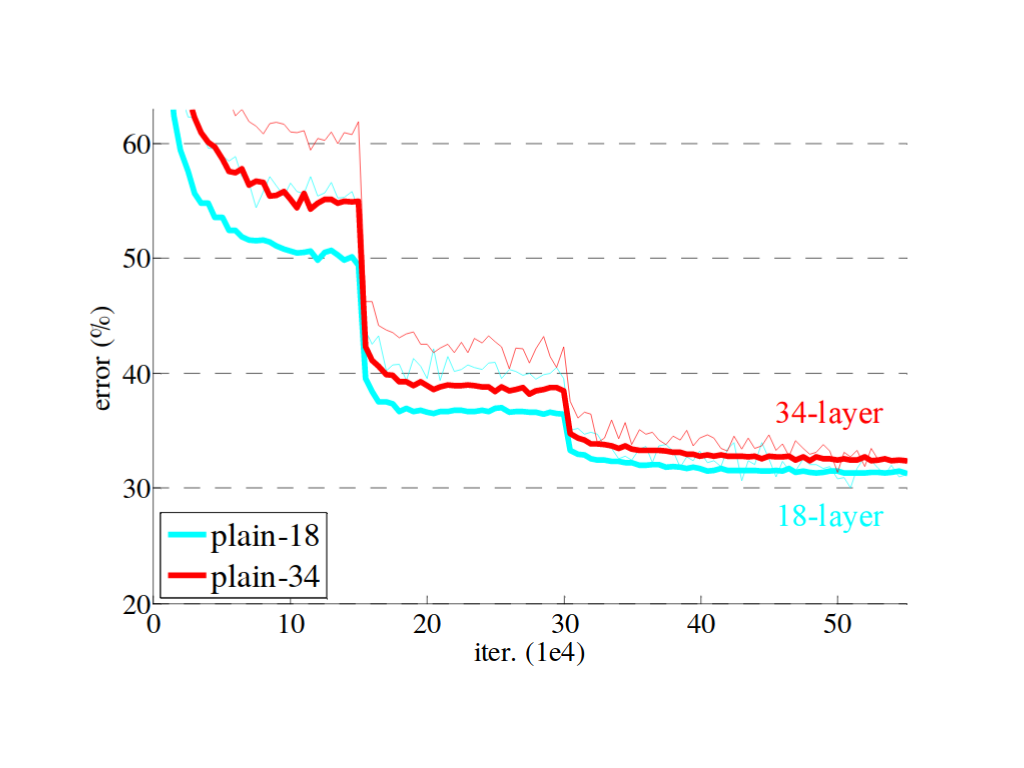 60
50
40
30
20
error (%)
34-layer
18-layer
plain-18
plain-34
0 10 20 30 40 50
iter. (1e4)